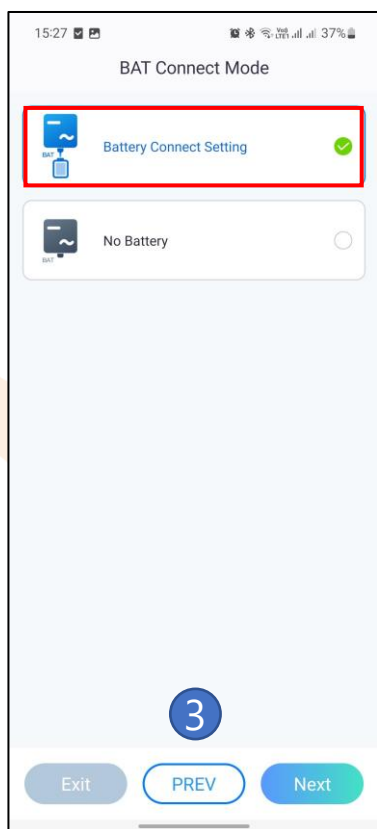 15:27 37%
BAT Connect Mode
Battery Connect Setting
BAT
No Battery
BAT
3
Exit PREV Next